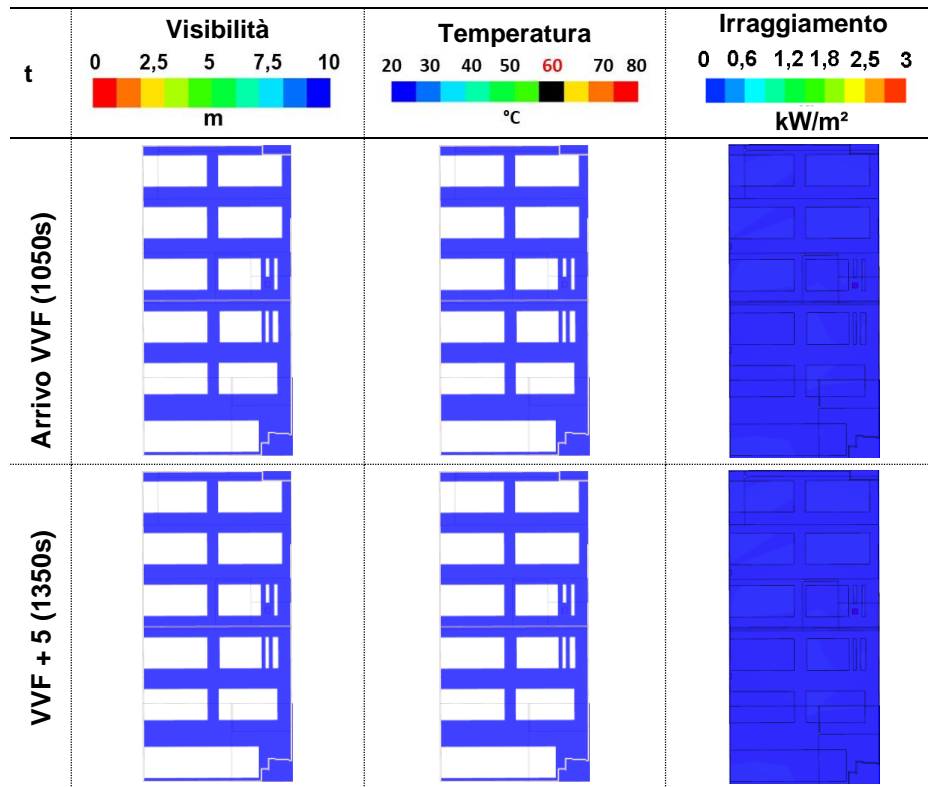 t
Visibilità
0 2,5 5 7,5 10
m
Temperatura
20 30 40 50 60 70 80
°C
Irraggiamento
0 0,6 1,2 1,8 2,5 3
kW/m²
Arrivo VVF (1050s)
VVF + 5 (1350s)